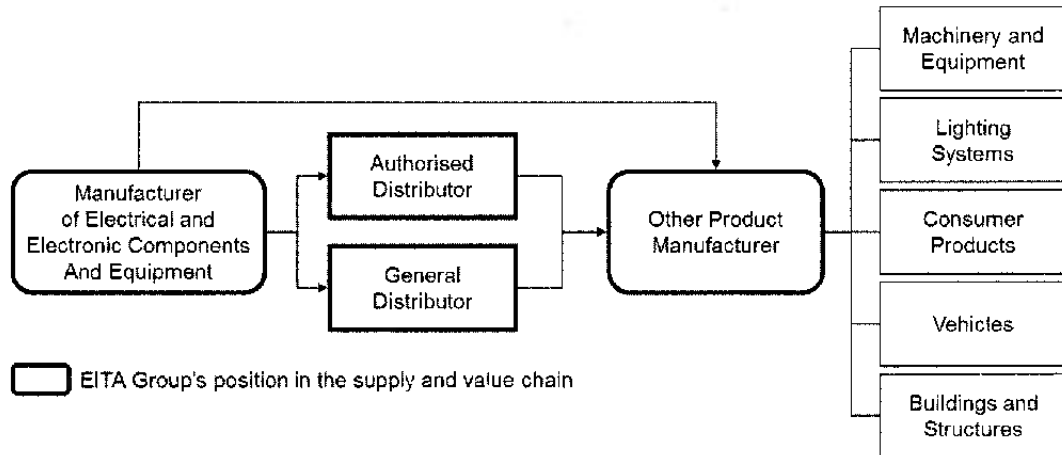 Manufacturer
of Electrical and
Electronic Components
And Equipment
Authorised
Distributor
General
Distributor
Other Product
Manufacturer
Machinery and
Equipment
Lighting
Systems
Consumer
Products
Vehicles
Buildings and
Structures
EITA Group's position in the supply and value chain